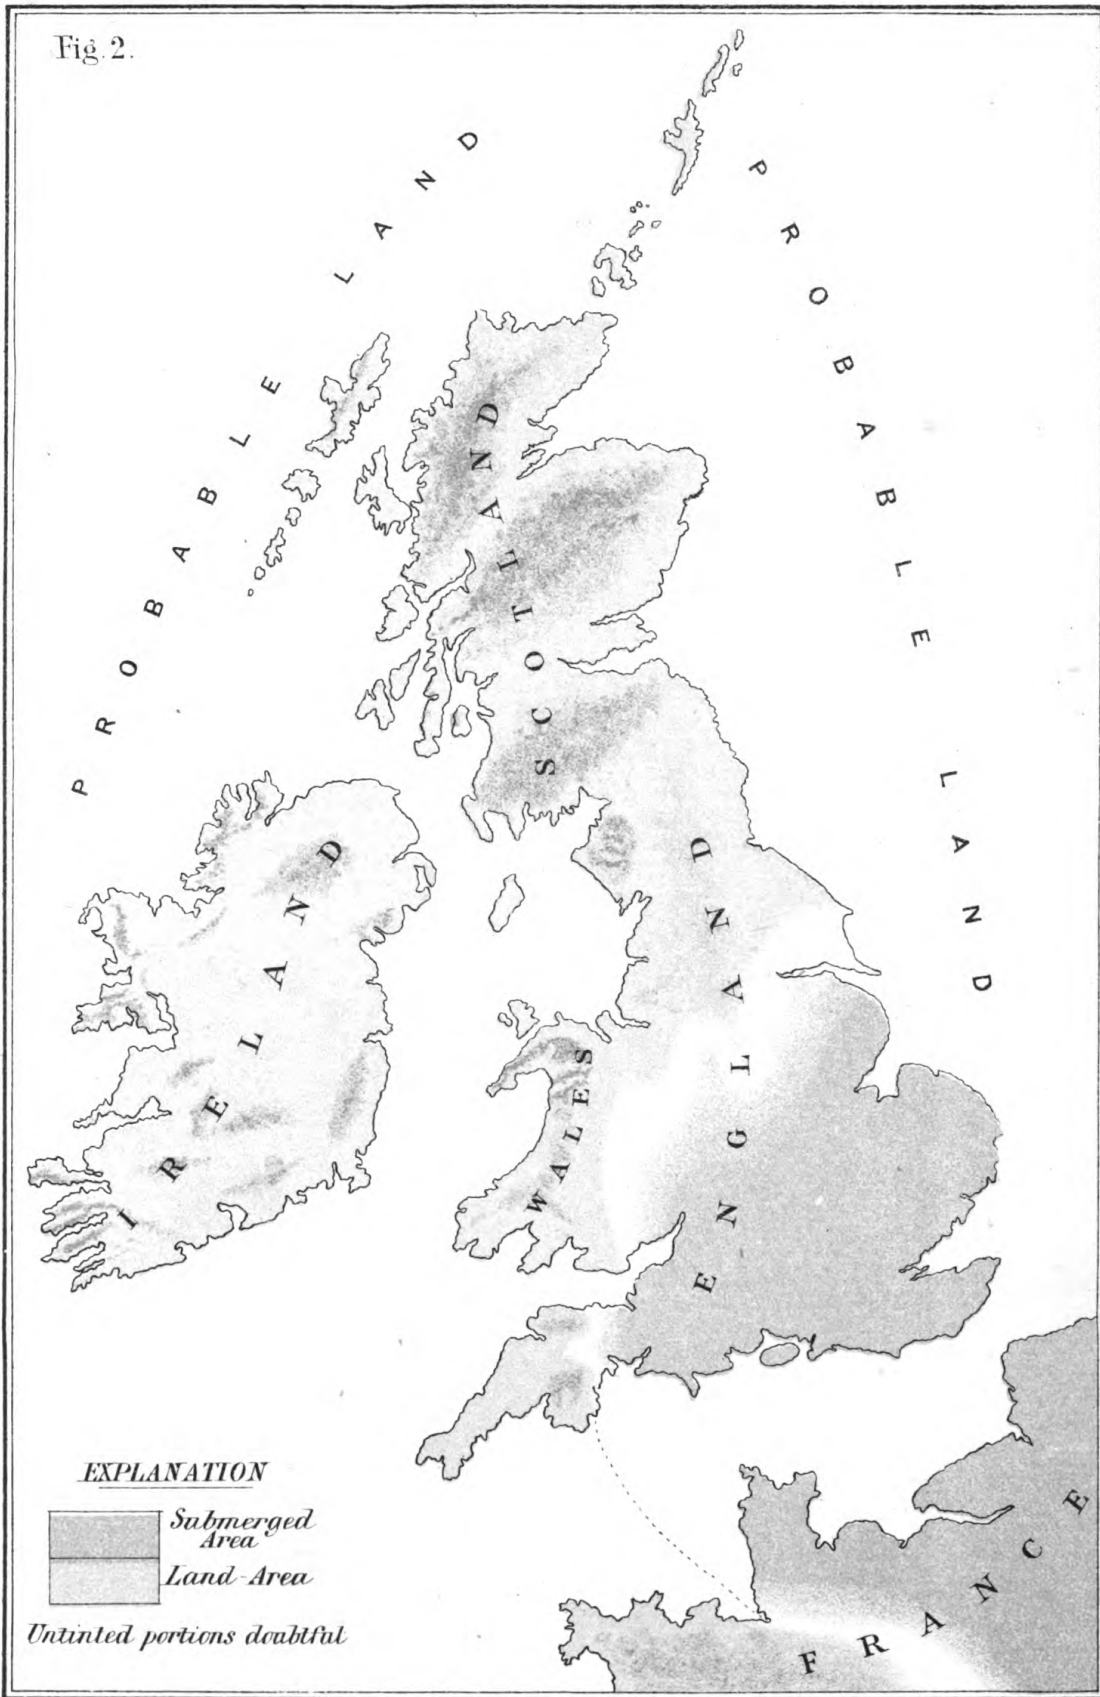 Fig. 2.
PROBABLE LAND
PROBABLE LAND
SCOTLAND
IRELAND
ENGLAND
WALES
FRANCE
EXPLANATION
Submerged
Area
Land-Area
Untinted portions doubtful